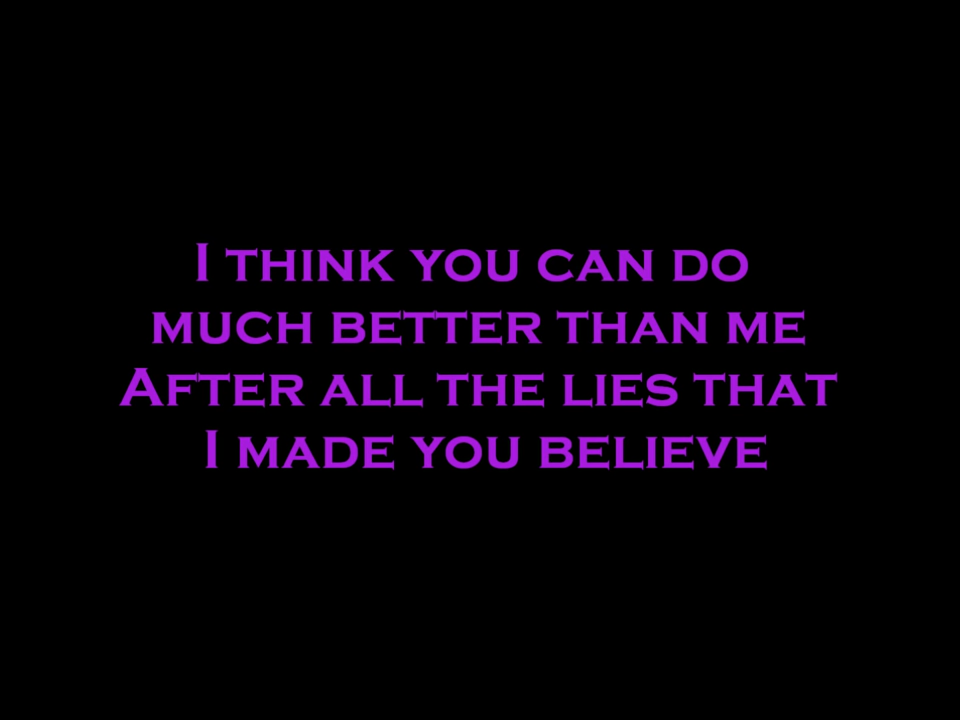 I think you can do
much better than me
After all the lies that
I made you believe